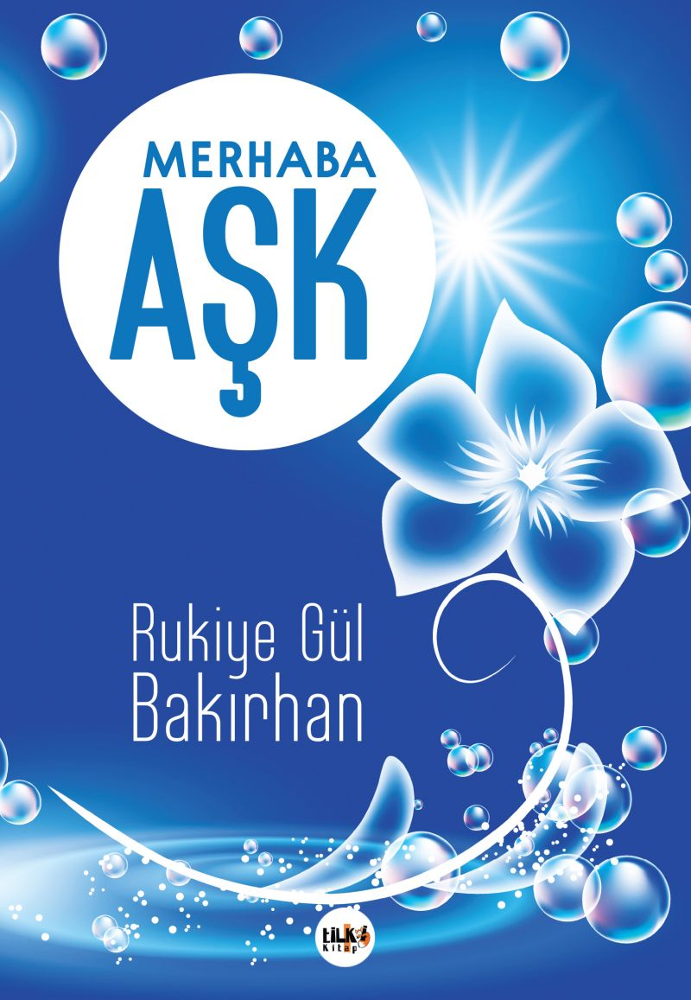 MERHABA
AŞK
Rukiye Gül
Bakırhan
tiLKi
Kitap